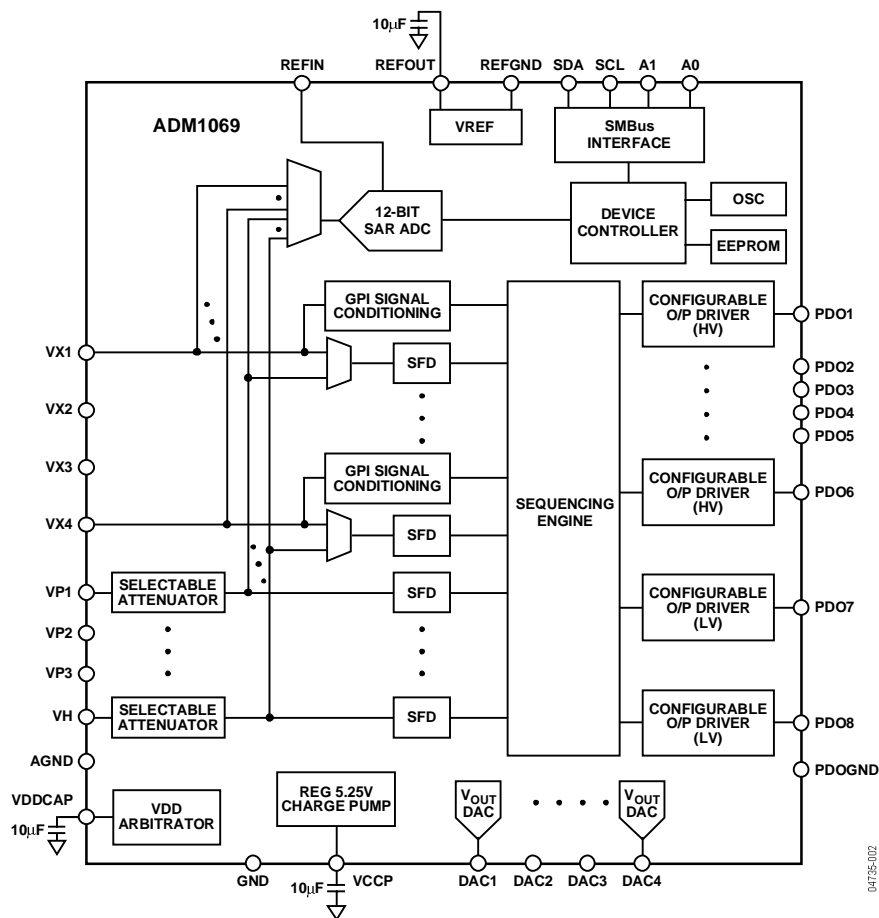 10µF
REFIN
REFOUT
REFGND
SDA
SCL
A1
A0
ADM1069
VREF
SMBus
INTERFACE
12-BIT
SAR ADC
DEVICE
CONTROLLER
OSC
EEPROM
GPI SIGNAL
CONDITIONING
CONFIGURABLE
O/P DRIVER
(HV)
PDO1
VX1
SFD
PDO2
PDO3
PDO4
PDO5
VX2
VX3
GPI SIGNAL
CONDITIONING
SEQUENCING
ENGINE
CONFIGURABLE
O/P DRIVER
(HV)
PDO6
VX4
SFD
VP1
SELECTABLE
ATTENUATOR
SFD
CONFIGURABLE
O/P DRIVER
(LV)
PDO7
VP2
VP3
VH
SELECTABLE
ATTENUATOR
SFD
CONFIGURABLE
O/P DRIVER
(LV)
PDO8
AGND
PDOGND
VDDCAP
10µF
VDD
ARBITRATOR
REG 5.25V
CHARGE PUMP
VOUT
DAC
VOUT
DAC
GND
10µF
VCCP
DAC1
DAC2
DAC3
DAC4
04735-002